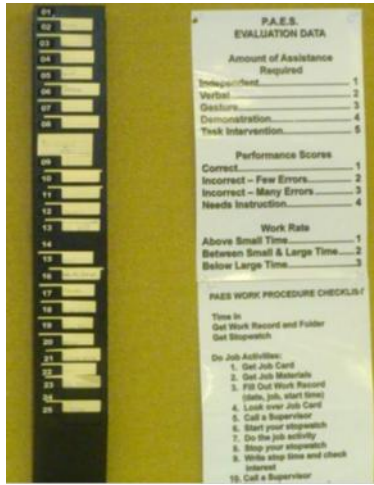 01
02
03
04
05
06
07
08
09
10
11
12
13
14
15
16
17
18
19
20
21
22
23
24
25
P.A.E.S.
EVALUATION DATA
Amount of Assistance
Required
Independent 1
Verbal 2
Gesture 3
Demonstration 4
Task Intervention 5
Performance Scores
Correct 1
Incorrect – Few Errors 2
Incorrect – Many Errors 3
Needs Instruction 4
Work Rate
Above Small Time 1
Between Small & Large Time 2
Below Large Time 3
PAES WORK PROCEDURE CHECKLIST
Time In
Get Work Record and Folder
Get Stopwatch
Do Job Activities:
1. Get Job Card
2. Get Job Materials
3. Fill Out Work Record
(date, job, start time)
4. Look over Job Card
5. Call a Supervisor
6. Start your stopwatch
7. Do the job activity
8. Stop your stopwatch
9. Write stop time and check
interest
10. Call a Supervisor